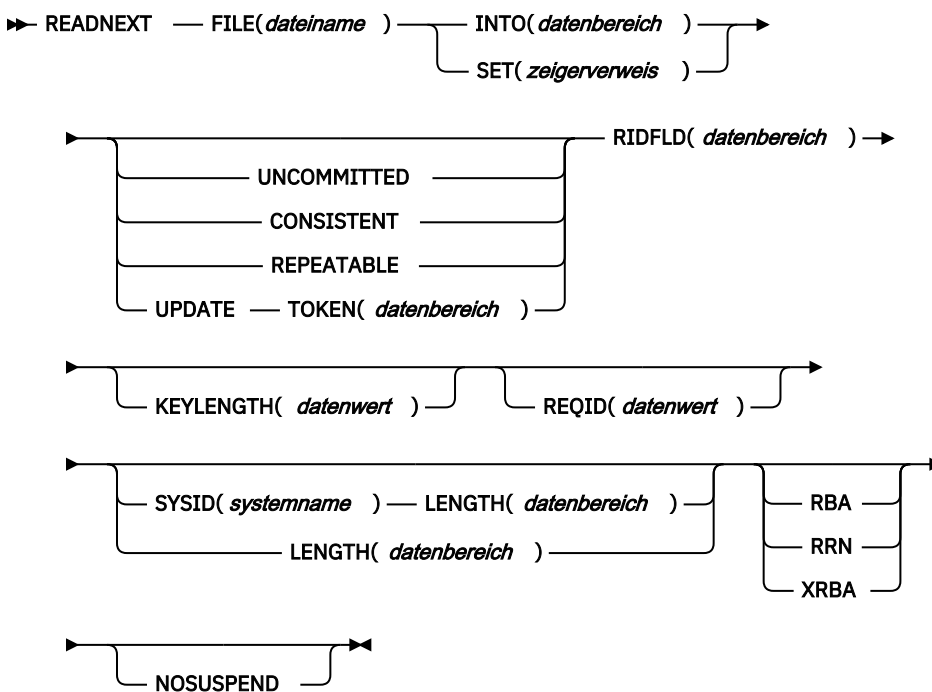 READNEXT FILE( dateiname ) INTO( datenbereich )
SET( zeigerverweis )
RIDFLD( datenbereich )
UNCOMMITTED
CONSISTENT
REPEATABLE
UPDATE TOKEN( datenbereich )
KEYLENGTH( datenwert ) REQID( datenwert )
SYSID( systemname ) LENGTH( datenbereich ) RBA
LENGTH( datenbereich ) RRN
XRBA
NOSUSPEND